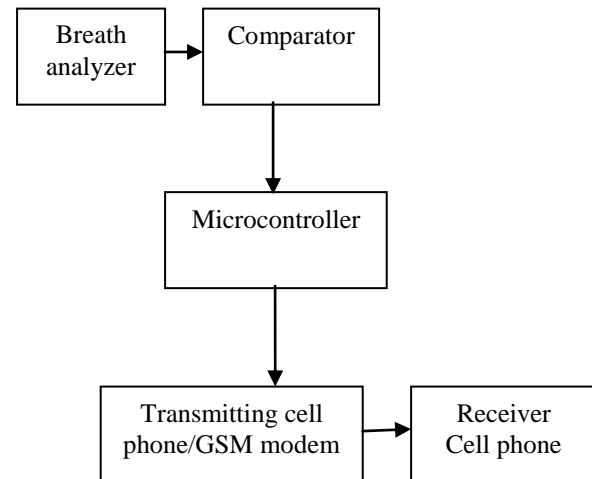 Breath
analyzer
Comparator
Microcontroller
Transmitting cell
phone/GSM modem
Receiver
Cell phone